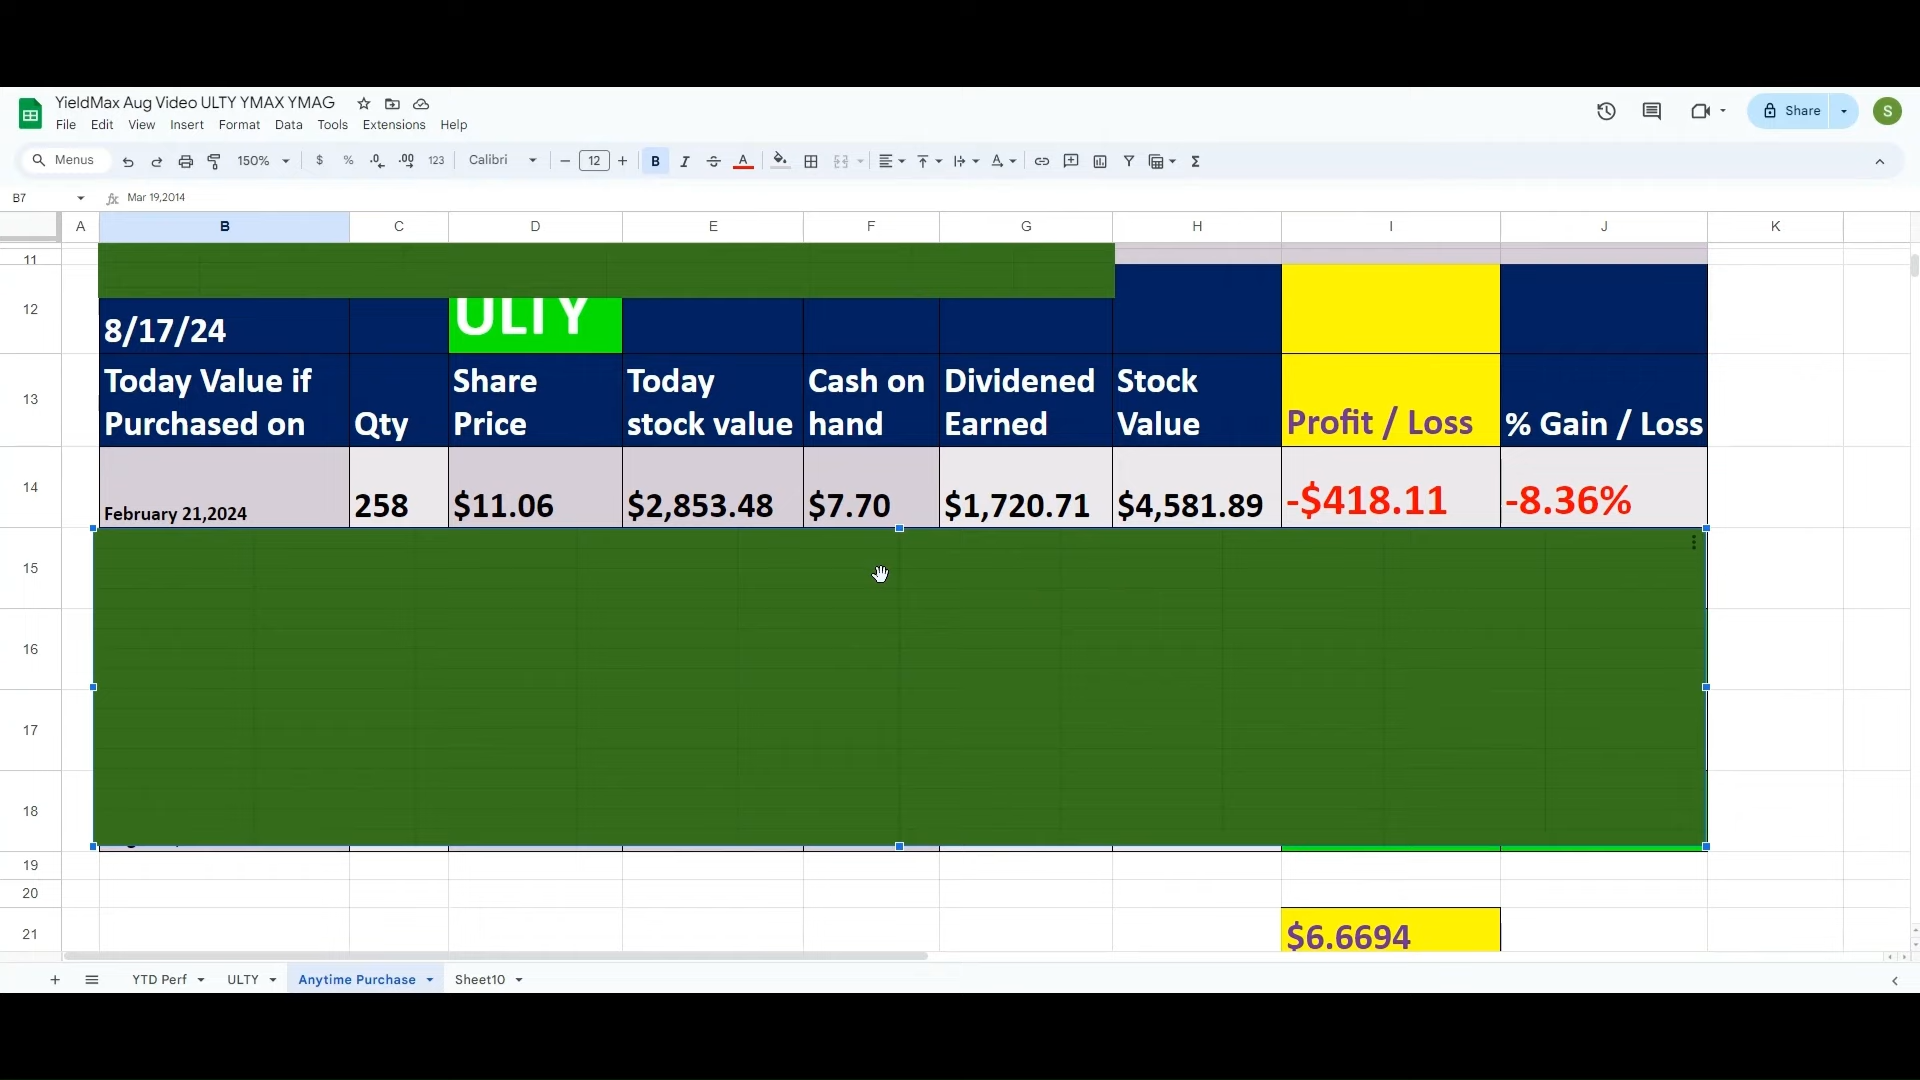 YieldMax Aug Video ULTY YMAX YMAG
File Edit View Insert Format Data Tools Extensions Help
Share
S
Menus
150%
$ % .0 .00 123
Calibri
12
B I A
B7
fx Mar 19,2014
A B C D E F G H I J K
11
12
8/17/24
ULTY
13
Today Value if Purchased on
Qty
Share Price
Today stock value
Cash on hand
Dividened Earned
Stock Value
Profit / Loss
% Gain / Loss
14
February 21,2024 258 $11.06 $2,853.48 $7.70 $1,720.71 $4,581.89 -$418.11 -8.36%
15
16
17
18
19
20
21
$6.6694
YTD Perf ULTY Anytime Purchase Sheet10